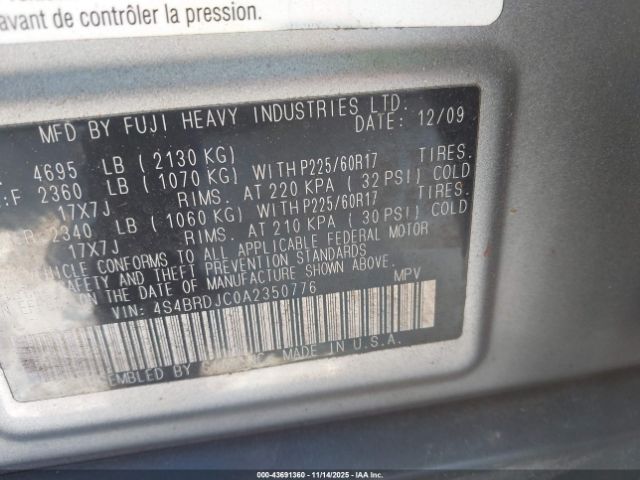 avant de contrôler la pression.
MFD BY FUJI HEAVY INDUSTRIES LTD.
DATE: 12/09
4695 LB (2130 KG)
:F 2360 LB (1070 KG) WITH P225/60R17 TIRES.
17X7J RIMS. AT 220 KPA (32 PSI) COLD
2340 LB (1060 KG) WITH P225/60R17 TIRES.
17X7J RIMS. AT 210 KPA (30 PSI) COLD
VEHICLE CONFORMS TO ALL APPLICABLE FEDERAL MOTOR
SAFETY AND THEFT PREVENTION STANDARDS
ON THE DATE OF MANUFACTURE SHOWN ABOVE.
VIN: 4S4BRDJC0A2350776 MPV
EMBLED BY MADE IN U.S.A.
000-43691360 - 11/14/2025 - IAAI.com